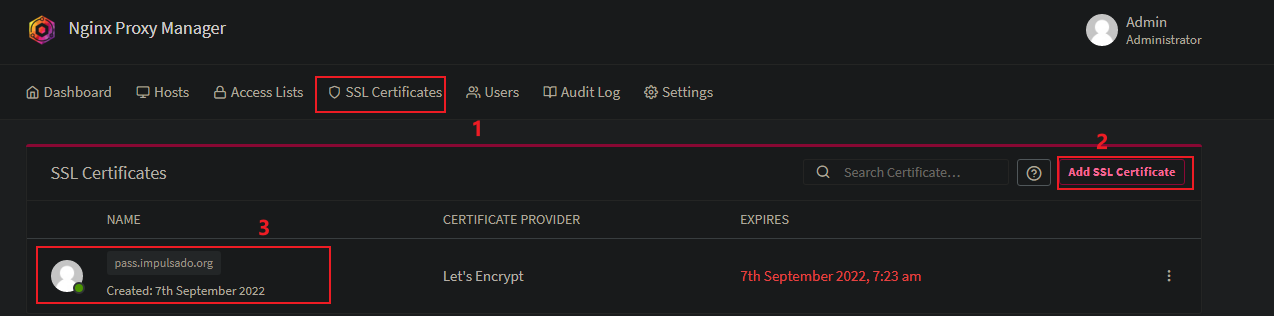 Nginx Proxy Manager
Admin
Administrator
Dashboard Hosts Access Lists SSL Certificates Users Audit Log Settings
1
2
SSL Certificates Search Certificate... Add SSL Certificate
NAME CERTIFICATE PROVIDER EXPIRES
3
pass.impulsado.org
Let's Encrypt 7th September 2022, 7:23 am
Created: 7th September 2022